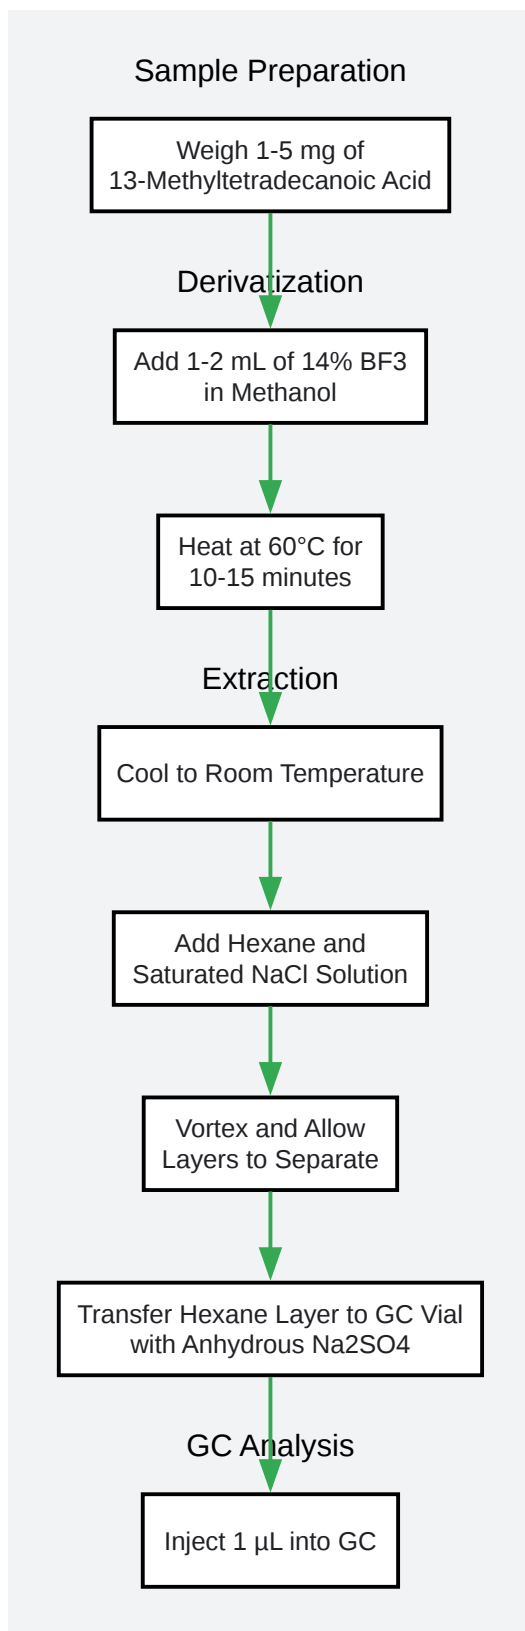 Sample Preparation
Weigh 1-5 mg of
13-Methyltetradecanoic Acid
Derivatization
Add 1-2 mL of 14% BF3
in Methanol
Heat at 60°C for
10-15 minutes
Extraction
Cool to Room Temperature
Add Hexane and
Saturated NaCl Solution
Vortex and Allow
Layers to Separate
Transfer Hexane Layer to GC Vial
with Anhydrous Na2SO4
GC Analysis
Inject 1 µL into GC